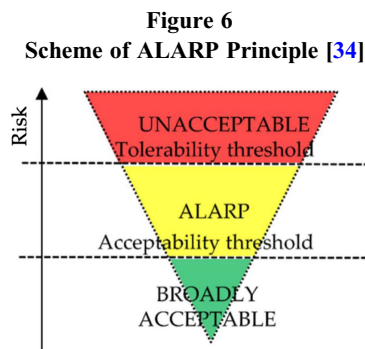 Figure 6
Scheme of ALARP Principle [34]
Risk
UNACCEPTABLE
Tolerability threshold
ALARP
Acceptability threshold
BROADLY
ACCEPTABLE